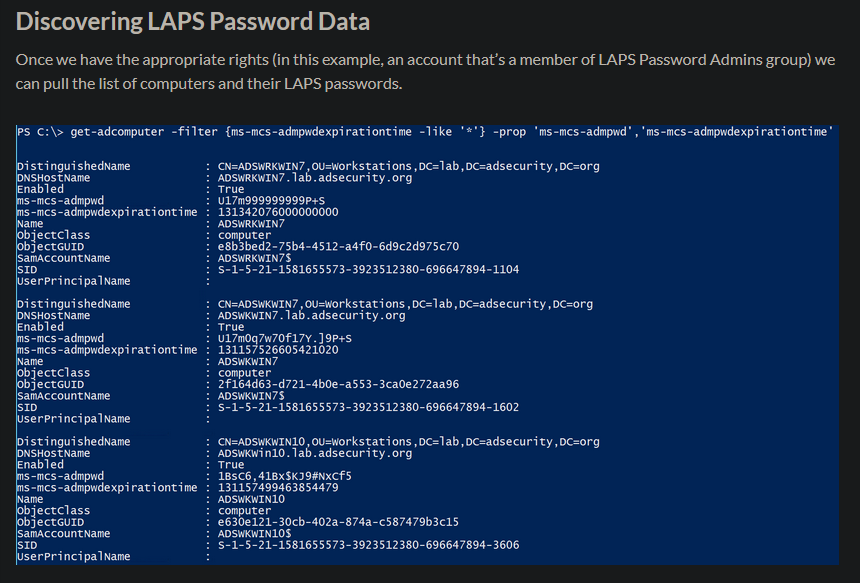 Discovering LAPS Password Data
Once we have the appropriate rights (in this example, an account that's a member of LAPS Password Admins group) we
can pull the list of computers and their LAPS passwords.
PS C:\> get-adcomputer -filter {ms-mcs-admpwdexpirationtime -like '*'} -prop 'ms-mcs-admpwd','ms-mcs-admpwdexpirationtime'
DistinguishedName : CN=ADSWRKWIN7,OU=Workstations,DC=lab,DC=adsecurity,DC=org
DNSHostName : ADSWRKWIN7.lab.adsecurity.org
Enabled : True
ms-mcs-admpwd : U17m999999999P+S
ms-mcs-admpwdexpirationtime : 131342076000000000
Name : ADSWRKWIN7
ObjectClass : computer
ObjectGUID : e8b3bed2-75b4-4512-a4f0-6d9c2d975c70
SamAccountName : ADSWRKWIN7$
SID : S-1-5-21-1581655573-3923512380-696647894-1104
UserPrincipalName :
DistinguishedName : CN=ADSWKWIN7,OU=Workstations,DC=lab,DC=adsecurity,DC=org
DNSHostName : ADSWKWIN7.lab.adsecurity.org
Enabled : True
ms-mcs-admpwd : U17m0q7w70f17Y.]9P+S
ms-mcs-admpwdexpirationtime : 131157526605421020
Name : ADSWKWIN7
ObjectClass : computer
ObjectGUID : 2f164d63-d721-4b0e-a553-3ca0e272aa96
SamAccountName : ADSWKWIN7$
SID : S-1-5-21-1581655573-3923512380-696647894-1602
UserPrincipalName :
DistinguishedName : CN=ADSWKWIN10,OU=Workstations,DC=lab,DC=adsecurity,DC=org
DNSHostName : ADSWKWin10.lab.adsecurity.org
Enabled : True
ms-mcs-admpwd : 1BsC6,41Bx$KJ9#NxCf5
ms-mcs-admpwdexpirationtime : 131157499463854479
Name : ADSWKWIN10
ObjectClass : computer
ObjectGUID : e630e121-30cb-402a-874a-c587479b3c15
SamAccountName : ADSWKWIN10$
SID : S-1-5-21-1581655573-3923512380-696647894-3606
UserPrincipalName :